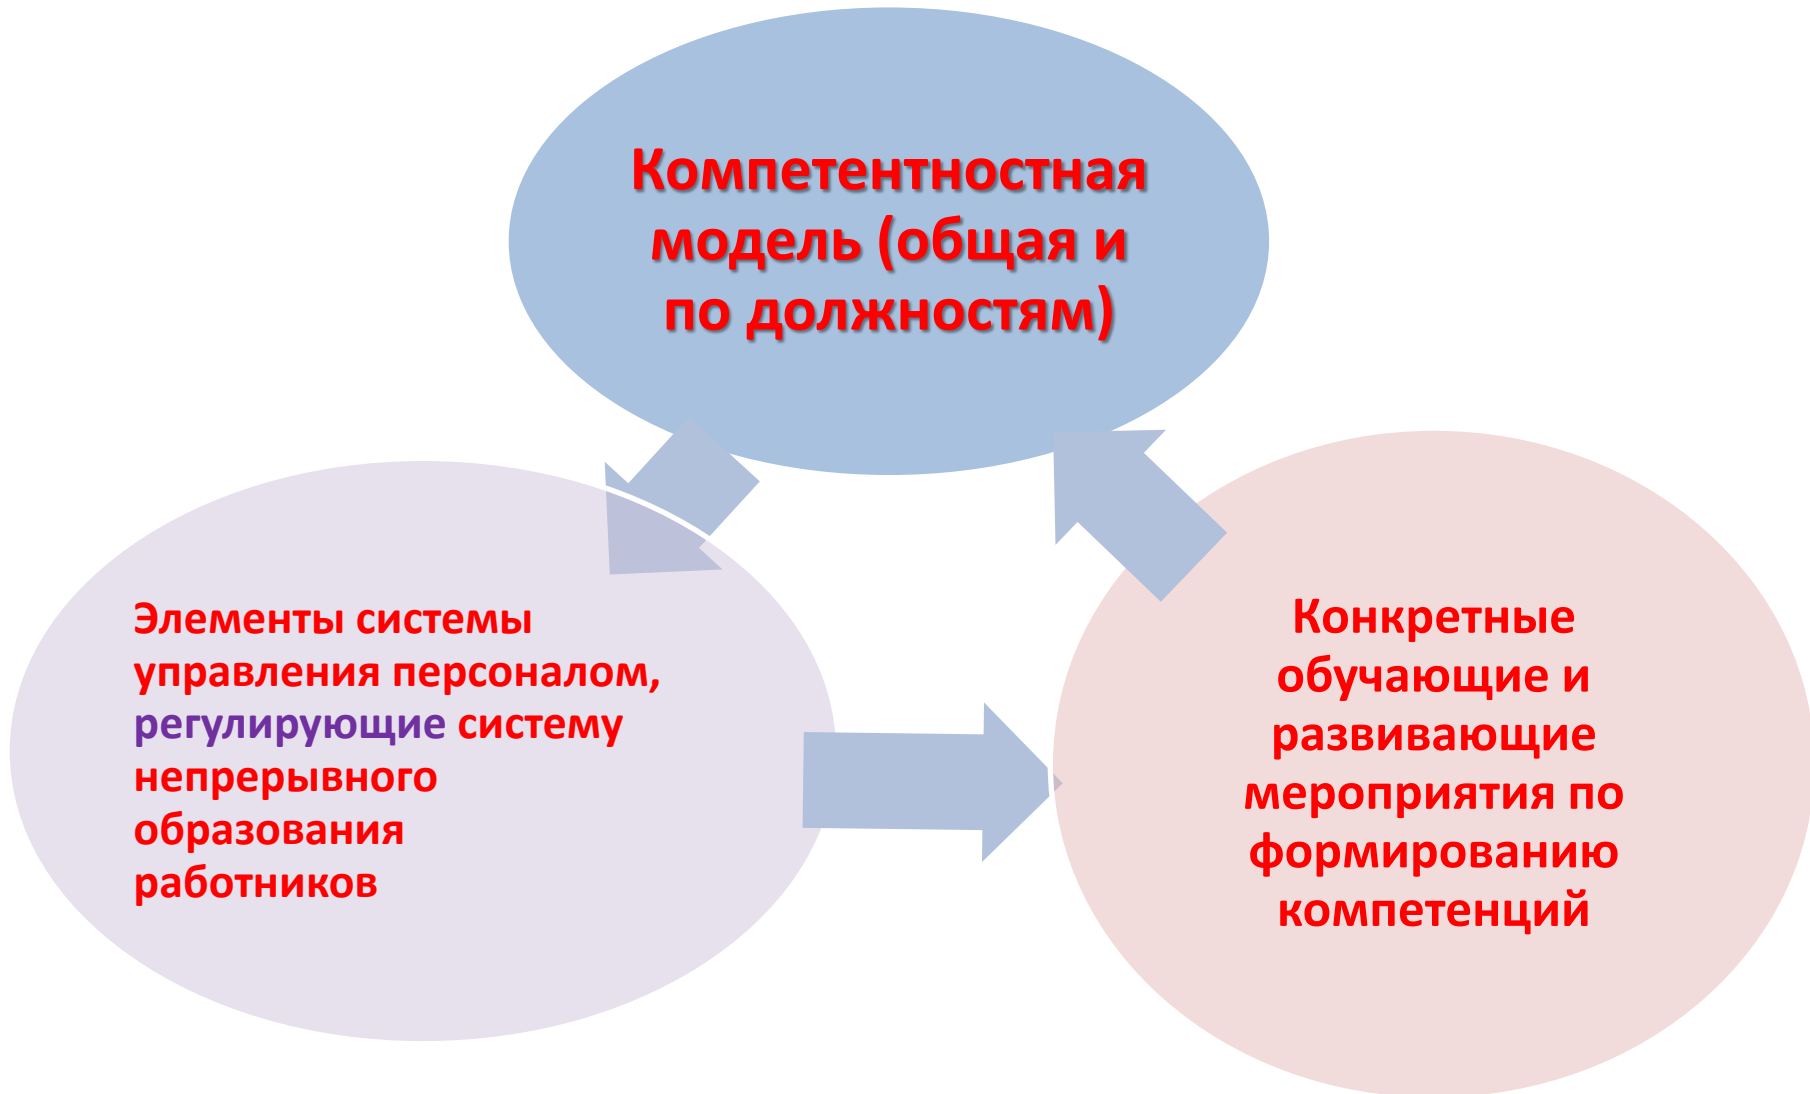 Компетентностная
модель (общая и
по должностям)
Элементы системы
управления персоналом,
регулирующие систему
непрерывного
образования
работников
Конкретные
обучающие и
развивающие
мероприятия по
формированию
компетенций